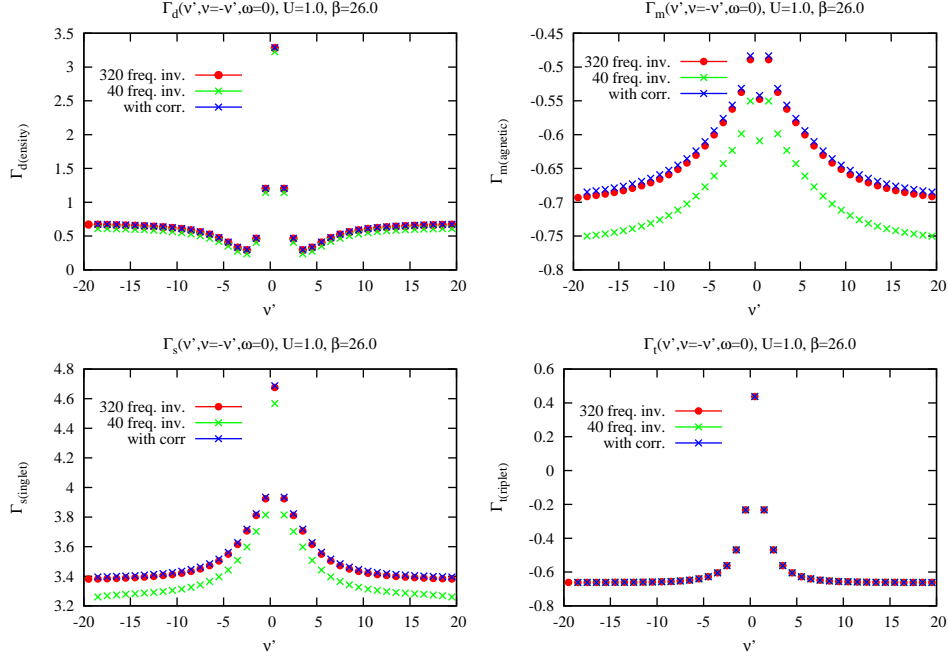 Γd(ν',ν=-ν',ω=0), U=1.0, β=26.0
Γd(ensity)
3.5
3
2.5
2
1.5
1
0.5
0
320 freq. inv.
40 freq. inv.
with corr.
-20 -15 -10 -5 0 5 10 15 20
ν'
Γm(ν',ν=-ν',ω=0), U=1.0, β=26.0
Γm(agnetic)
-0.45
-0.5
-0.55
-0.6
-0.65
-0.7
-0.75
-0.8
320 freq. inv.
40 freq. inv.
with corr.
-20 -15 -10 -5 0 5 10 15 20
ν'
Γs(ν',ν=-ν',ω=0), U=1.0, β=26.0
Γs(inglet)
4.8
4.6
4.4
4.2
4
3.8
3.6
3.4
3.2
320 freq. inv.
40 freq. inv.
with corr
-20 -15 -10 -5 0 5 10 15 20
ν'
Γt(ν',ν=-ν',ω=0), U=1.0, β=26.0
Γt(riplet)
0.6
0.4
0.2
0
-0.2
-0.4
-0.6
-0.8
320 freq. inv.
40 freq. inv.
with corr.
-20 -15 -10 -5 0 5 10 15 20
ν'